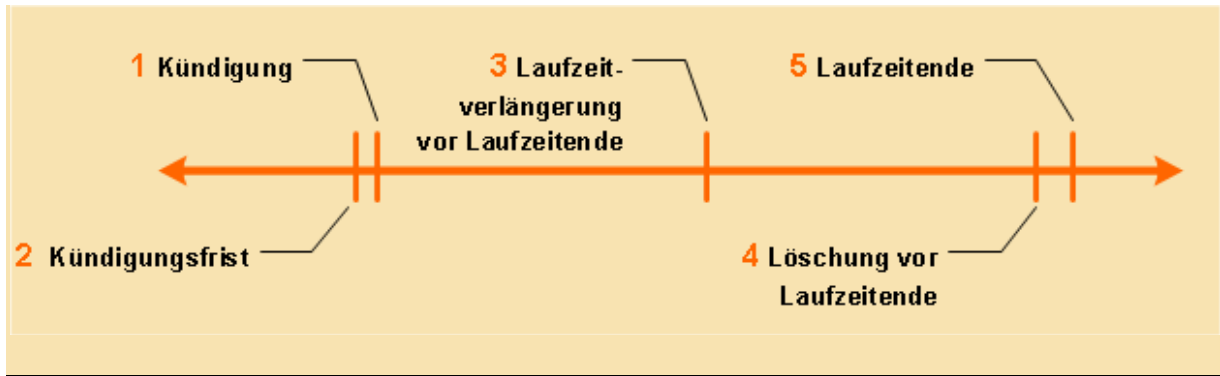 1 Kündigung
3 Laufzeit-
verlängerung
vor Laufzeitende
5 Laufzeitende
2 Kündigungsfrist
4 Löschung vor
Laufzeitende